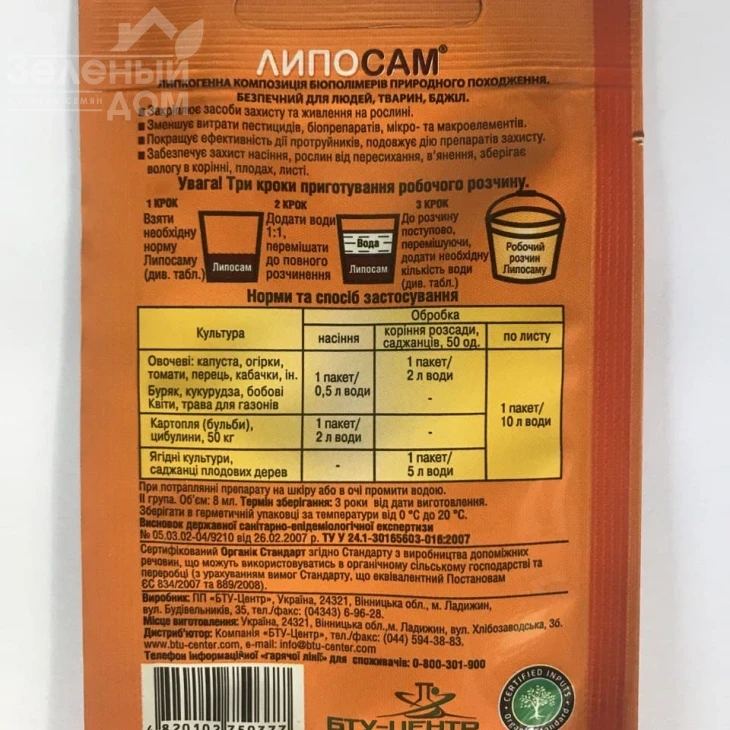 Зеленый
ДОМ
ЛИПОСАМ®
ЛИПКОГЕННА КОМПОЗИЦІЯ БІОПОЛІМЕРІВ ПРИРОДНОГО ПОХОДЖЕННЯ.
БЕЗПЕЧНИЙ ДЛЯ ЛЮДЕЙ, ТВАРИН, БДЖІЛ.
■ Закріплює засоби захисту та живлення на рослині.
■ Зменшує витрати пестицидів, біопрепаратів, мікро- та макроелементів.
■ Покращує ефективність дії протруйників, подовжує дію препаратів захисту.
■ Забезпечує захист насіння, рослин від пересихання, в'янення, зберігає
вологу в корінні, плодах, листі.
Увага! Три кроки приготування робочого розчину.
1 КРОК
Взяти
необхідну
норму
Липосаму
(див. табл.)
Липосам
2 КРОК
Додати води
1:1,
перемішати
до повного
розчинення
Вода
Липосам
3 КРОК
До розчину
поступово,
перемішуючи,
додати необхідну
кількість води
(див. табл.)
Робочий
розчин
Липосаму
Норми та спосіб застосування
Культура
Обробка
насіння
коріння розсади,
саджанців, 50 од.
по листу
Овочеві: капуста, огірки,
томати, перець, кабачки, ін.
Буряк, кукурудза, бобові
Квіти, трава для газонів
1 пакет/
0,5 л води
1 пакет/
2 л води
-
1 пакет/
10 л води
Картопля (бульби),
цибулини, 50 кг
1 пакет/
2 л води
-
Ягідні культури,
саджанці плодових дерев
-
1 пакет/
5 л води
При потраплянні препарату на шкіру або в очі промити водою.
ІІ група. Об'єм: 8 мл. Термін зберігання: 3 роки від дати виготовлення.
Зберігати в герметичній упаковці за температури від 0 °С до 20 °С.
Висновок державної санітарно-епідеміологічної експертизи
№ 05.03.02-04/9210 від 26.02.2007 р. ТУ У 24.1-30165603-016:2007
Сертифікований Органік Стандарт згідно Стандарту з виробництва допоміжних
речовин, що можуть використовуватись в органічному сільському господарстві та
переробці (з урахуванням вимог Стандарту, що еквівалентний Постановам
ЄС 834/2007 та 889/2008).
Виробник: ПП «БТУ-Центр», Україна, 24321, Вінницька обл., м. Ладижин,
вул. Будівельників, 35, тел./факс: (04343) 6-96-28.
Місце виготовлення: Україна, 24321, Вінницька обл.,м. Ладижин, вул. Хлібозаводська, 3б.
Дистриб'ютор: Компанія «БТУ-Центр», тел./факс: (044) 594-38-83.
www.btu-center.com, e-mail: info@btu-center.com
Телефон інформаційної «гарячої лінії» для споживачів: 0-800-301-900
4 820102 750377
БТУ-ЦЕНТР
CERTIFIED INPUTS